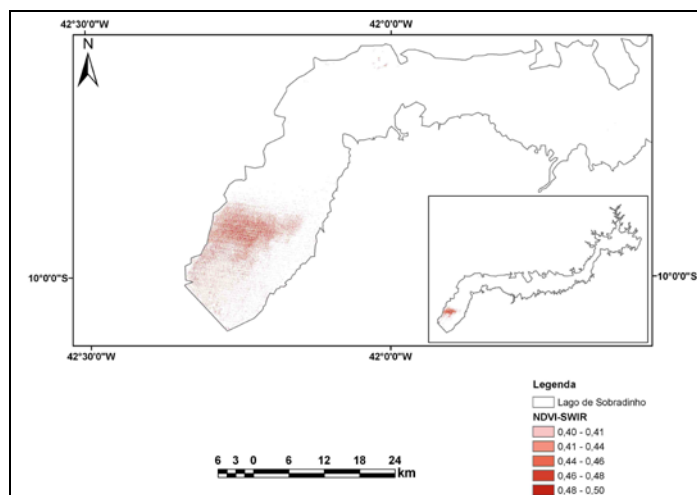 42°30'0"W 42°0'0"W
N
10°0'0"S 10°0'0"S
42°30'0"W 42°0'0"W
Legenda
Lago de Sobradinho
NDVI-SWIR
0,40 - 0,41
0,41 - 0,44
0,44 - 0,46
0,46 - 0,48
0,48 - 0,50
6 3 0 6 12 18 24
km